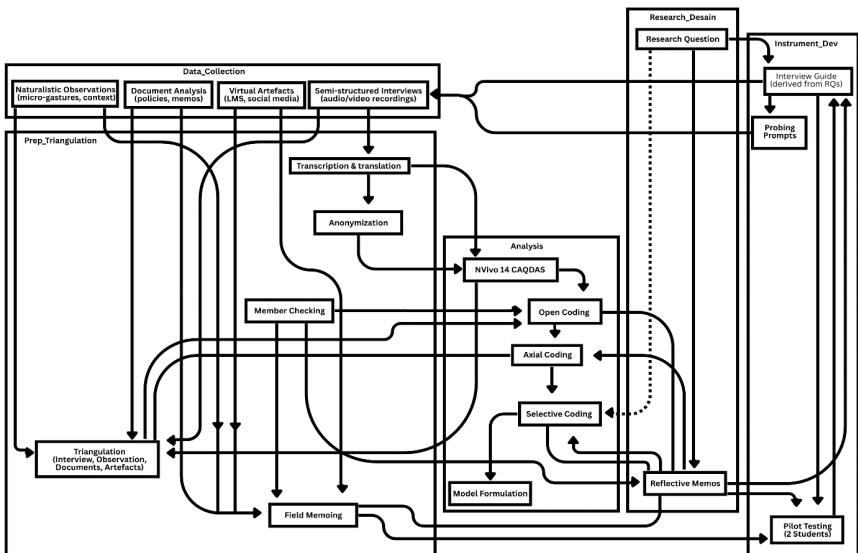 Research_Desain
Research Question
Instrument_Dev
Interview Guide
(derived from RQs)
Probing
Prompts
Data_Collection
Naturalistic Observations
(micro-gastures, context)
Document Analysis
(policies, memos)
Virtual Artefacts
(LMS, social media)
Semi-structured Interviews
(audio/video recordings)
Prep_Triangulation
Transcription & translation
Anonymization
Analysis
NVivo 14 CAQDAS
Member Checking
Open Coding
Axial Coding
Selective Coding
Triangulation
(Interview, Observation,
Documents, Artefacts)
Model Formulation
Reflective Memos
Field Memoing
Pilot Testing
(2 Students)